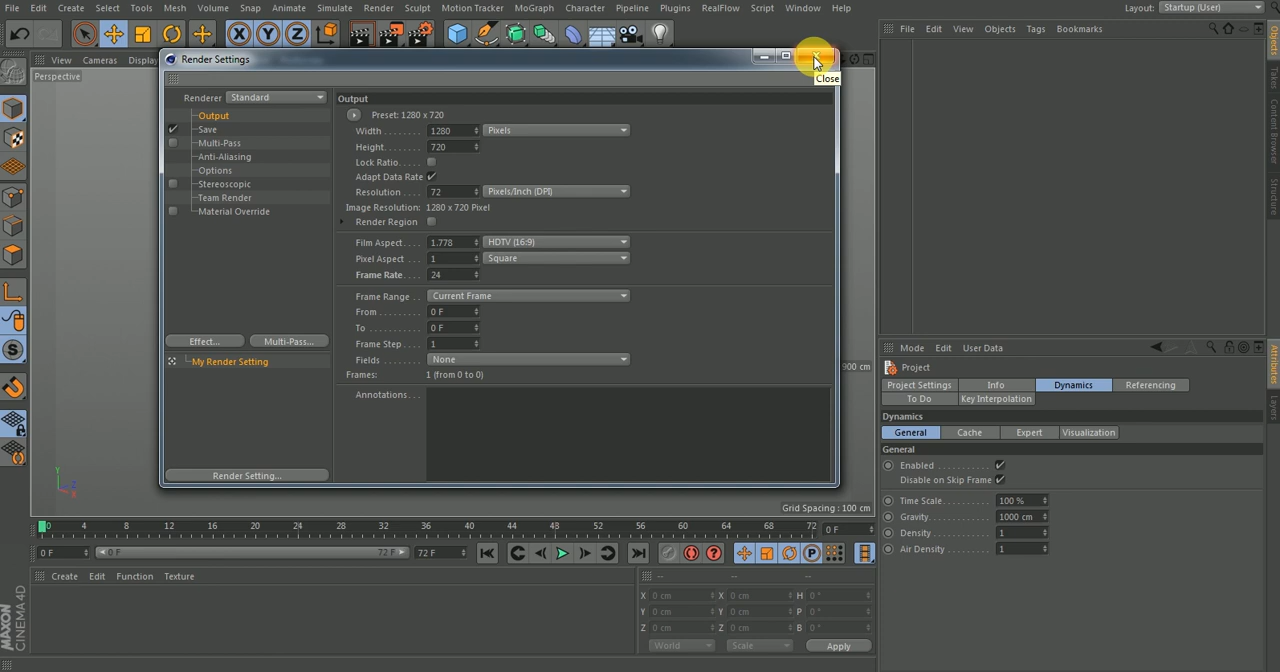 File Edit Create Select Tools Mesh Volume Snap Animate Simulate Render Sculpt Motion Tracker MoGraph Character Pipeline Plugins RealFlow Script Window Help
Layout: Startup (User)
X Y Z
File Edit View Objects Tags Bookmarks
View Cameras Display
Perspective
Render Settings
Close
Renderer Standard
Output
Save
Multi-Pass
Anti-Aliasing
Options
Stereoscopic
Team Render
Material Override
Effect...
Multi-Pass...
My Render Setting
Render Setting...
Output
Preset: 1280 x 720
Width ........ 1280 Pixels
Height........ 720
Lock Ratio.....
Adapt Data Rate
Resolution .... 72 Pixels/Inch (DPI)
Image Resolution: 1280 x 720 Pixel
Render Region
Film Aspect.... 1.778 HDTV (16:9)
Pixel Aspect ... 1 Square
Frame Rate.... 24
Frame Range .. Current Frame
From .......... 0 F
To ............ 0 F
Frame Step .... 1
Fields ......... None
Frames: 1 (from 0 to 0)
Annotations...
900 cm
Y
Z
X
Grid Spacing : 100 cm
Objects
Takes
Content Browser
Structure
Mode Edit User Data
Project
Project Settings Info Dynamics Referencing
To Do Key Interpolation
Dynamics
General Cache Expert Visualization
General
Enabled ...........
Disable on Skip Frame
Time Scale......... 100 %
Gravity............ 1000 cm
Density............ 1
Air Density ........ 1
Attributes
Layers
0 4 8 12 16 20 24 28 32 36 40 44 48 52 56 60 64 68 72 0 F
0 F 0 F 72 F 72 F
P
Create Edit Function Texture
-- -- --
X 0 cm X 0 cm H 0 °
Y 0 cm Y 0 cm P 0 °
Z 0 cm Z 0 cm B 0 °
World Scale Apply
MAXON
CINEMA 4D